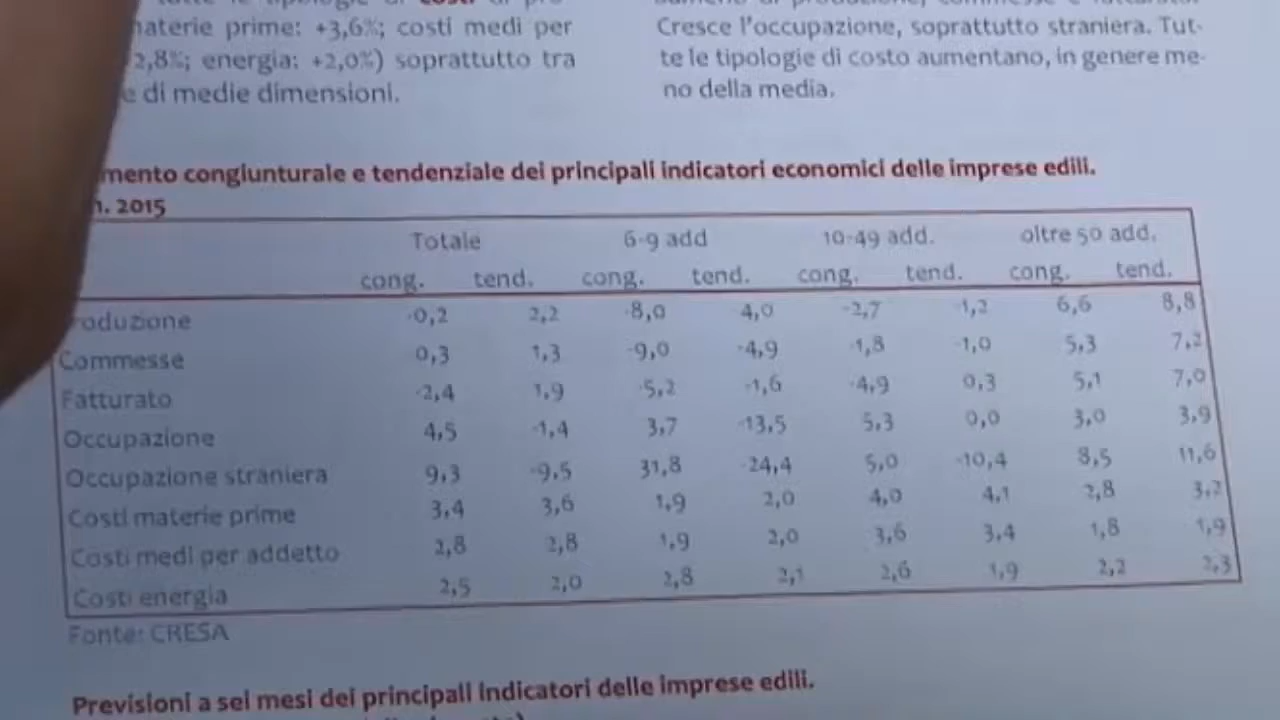 materie prime: +3,6%; costi medi per
2,8%; energia: +2,0%) soprattutto tra
e di medie dimensioni.
Cresce l'occupazione, soprattutto straniera. Tut-
te le tipologie di costo aumentano, in genere me-
no della media.
mento congiunturale e tendenziale dei principali indicatori economici delle imprese edili.
m. 2015
Totale 6-9 add 10-49 add. oltre 50 add.
cong. tend. cong. tend. cong. tend. cong. tend.
roduzione -0,2 2,2 -8,0 4,0 -2,7 -1,2 6,6 8,8
Commesse 0,3 1,3 -9,0 -4,9 -1,8 -1,0 5,3 7,2
Fatturato -2,4 1,9 -5,2 -1,6 -4,9 0,3 5,1 7,0
Occupazione 4,5 -1,4 3,7 -13,5 5,3 0,0 3,0 3,9
Occupazione straniera 9,3 -9,5 31,8 -24,4 5,0 -10,4 8,5 11,6
Costi materie prime 3,4 3,6 1,9 2,0 4,0 4,1 2,8 3,2
Costi medi per addetto 2,8 2,8 1,9 2,0 3,6 3,4 1,8 1,9
Costi energia 2,5 2,0 2,8 2,1 2,6 1,9 2,2 2,3
Fonte: CRESA
Previsioni a sei mesi dei principali indicatori delle imprese edili.